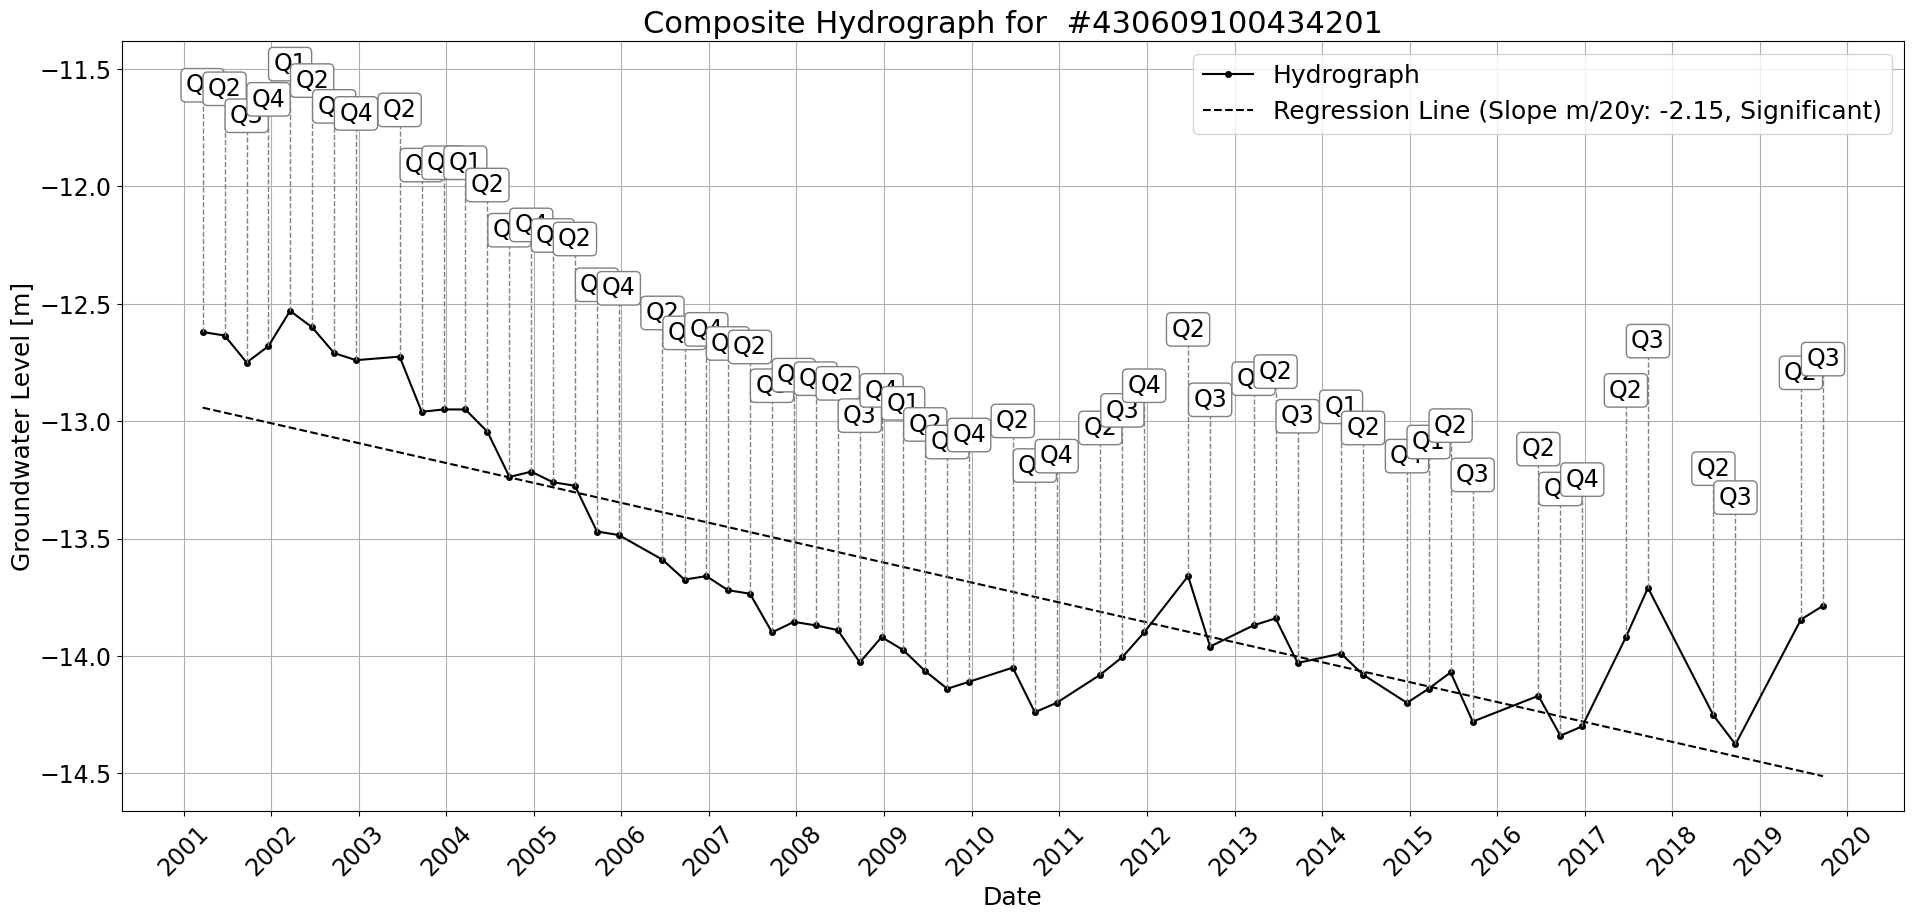 Composite Hydrograph for #430609100434201
Hydrograph
Regression Line (Slope m/20y: -2.15, Significant)
Groundwater Level [m]
−11.5
−12.0
−12.5
−13.0
−13.5
−14.0
−14.5
Q Q2 Q3 Q4 Q1 Q2 Q Q4 Q2 Q Q Q1 Q2 Q Q4 Q Q2 Q Q4 Q2 Q Q4 Q Q2 Q Q Q Q2 Q3 Q4 Q1 Q2 Q Q4 Q2 Q Q4 Q2 Q3 Q4 Q2 Q3 Q Q2 Q3 Q1 Q2 Q Q1 Q2 Q3 Q2 Q Q4 Q2 Q3 Q2 Q3 Q2 Q3
2001 2002 2003 2004 2005 2006 2007 2008 2009 2010 2011 2012 2013 2014 2015 2016 2017 2018 2019 2020
Date